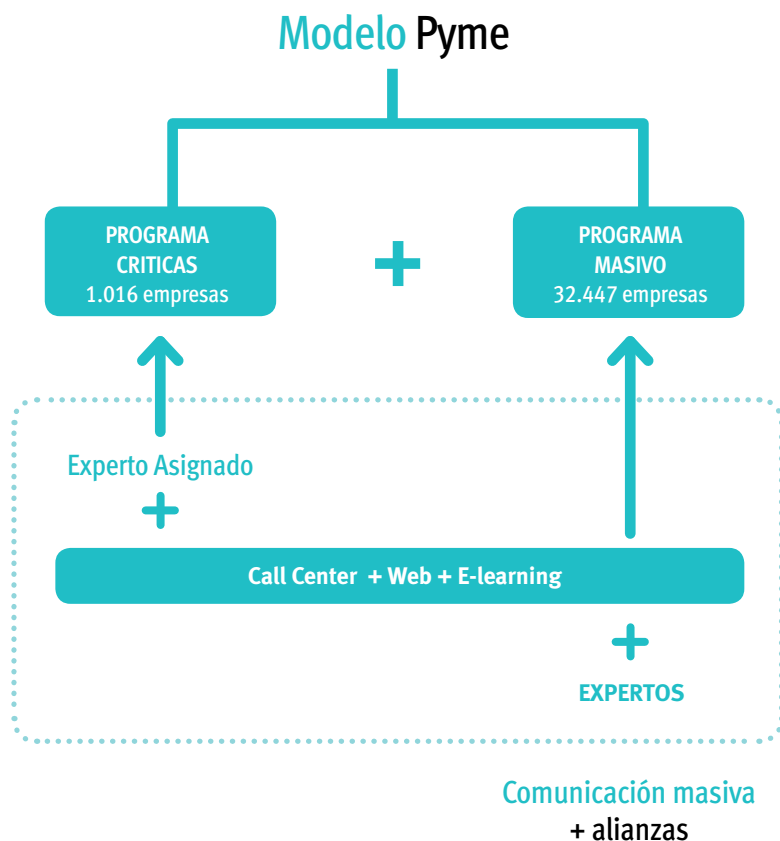 Modelo Pyme
PROGRAMA
CRITICAS
1.016 empresas
+
PROGRAMA
MASIVO
32.447 empresas
Experto Asignado
+
Call Center + Web + E-learning
+
EXPERTOS
Comunicación masiva
+ alianzas